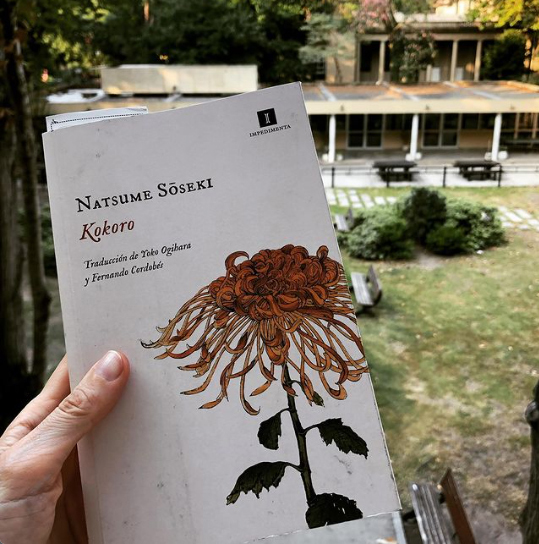 I
IMPEDIMENTA
NATSUME SŌSEKI
Kokoro
Traducción de Yoko Ogihara
y Fernando Cordobés